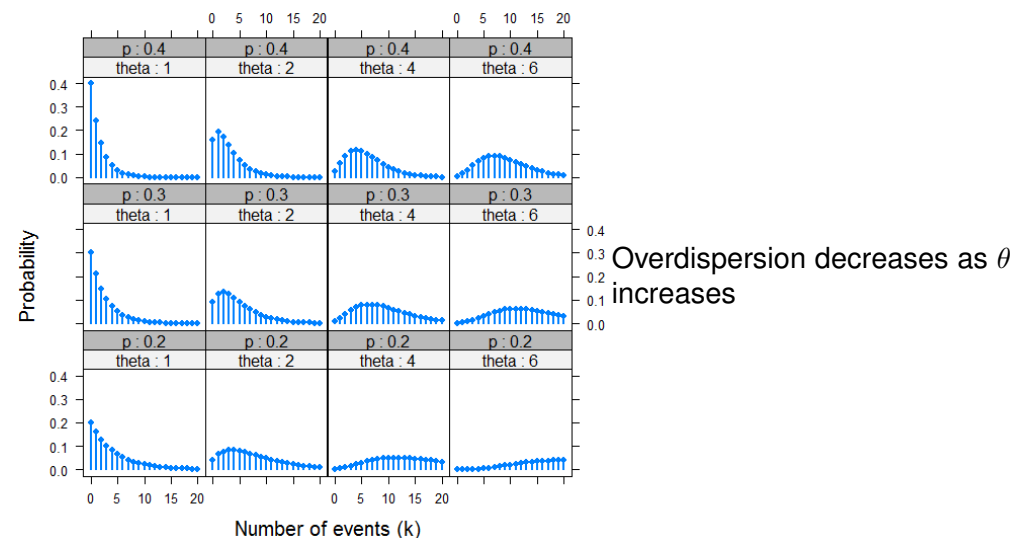 0 5 10 15 20 0 5 10 15 20
p : 0.4 p : 0.4 p : 0.4 p : 0.4
theta : 1 theta : 2 theta : 4 theta : 6
0.4
0.3
0.2
0.1
0.0
p : 0.3 p : 0.3 p : 0.3 p : 0.3
theta : 1 theta : 2 theta : 4 theta : 6
0.4
0.3
0.2
0.1
0.0
Probability
Overdispersion decreases as θ
increases
p : 0.2 p : 0.2 p : 0.2 p : 0.2
theta : 1 theta : 2 theta : 4 theta : 6
0.4
0.3
0.2
0.1
0.0
0 5 10 15 20 0 5 10 15 20
Number of events (k)